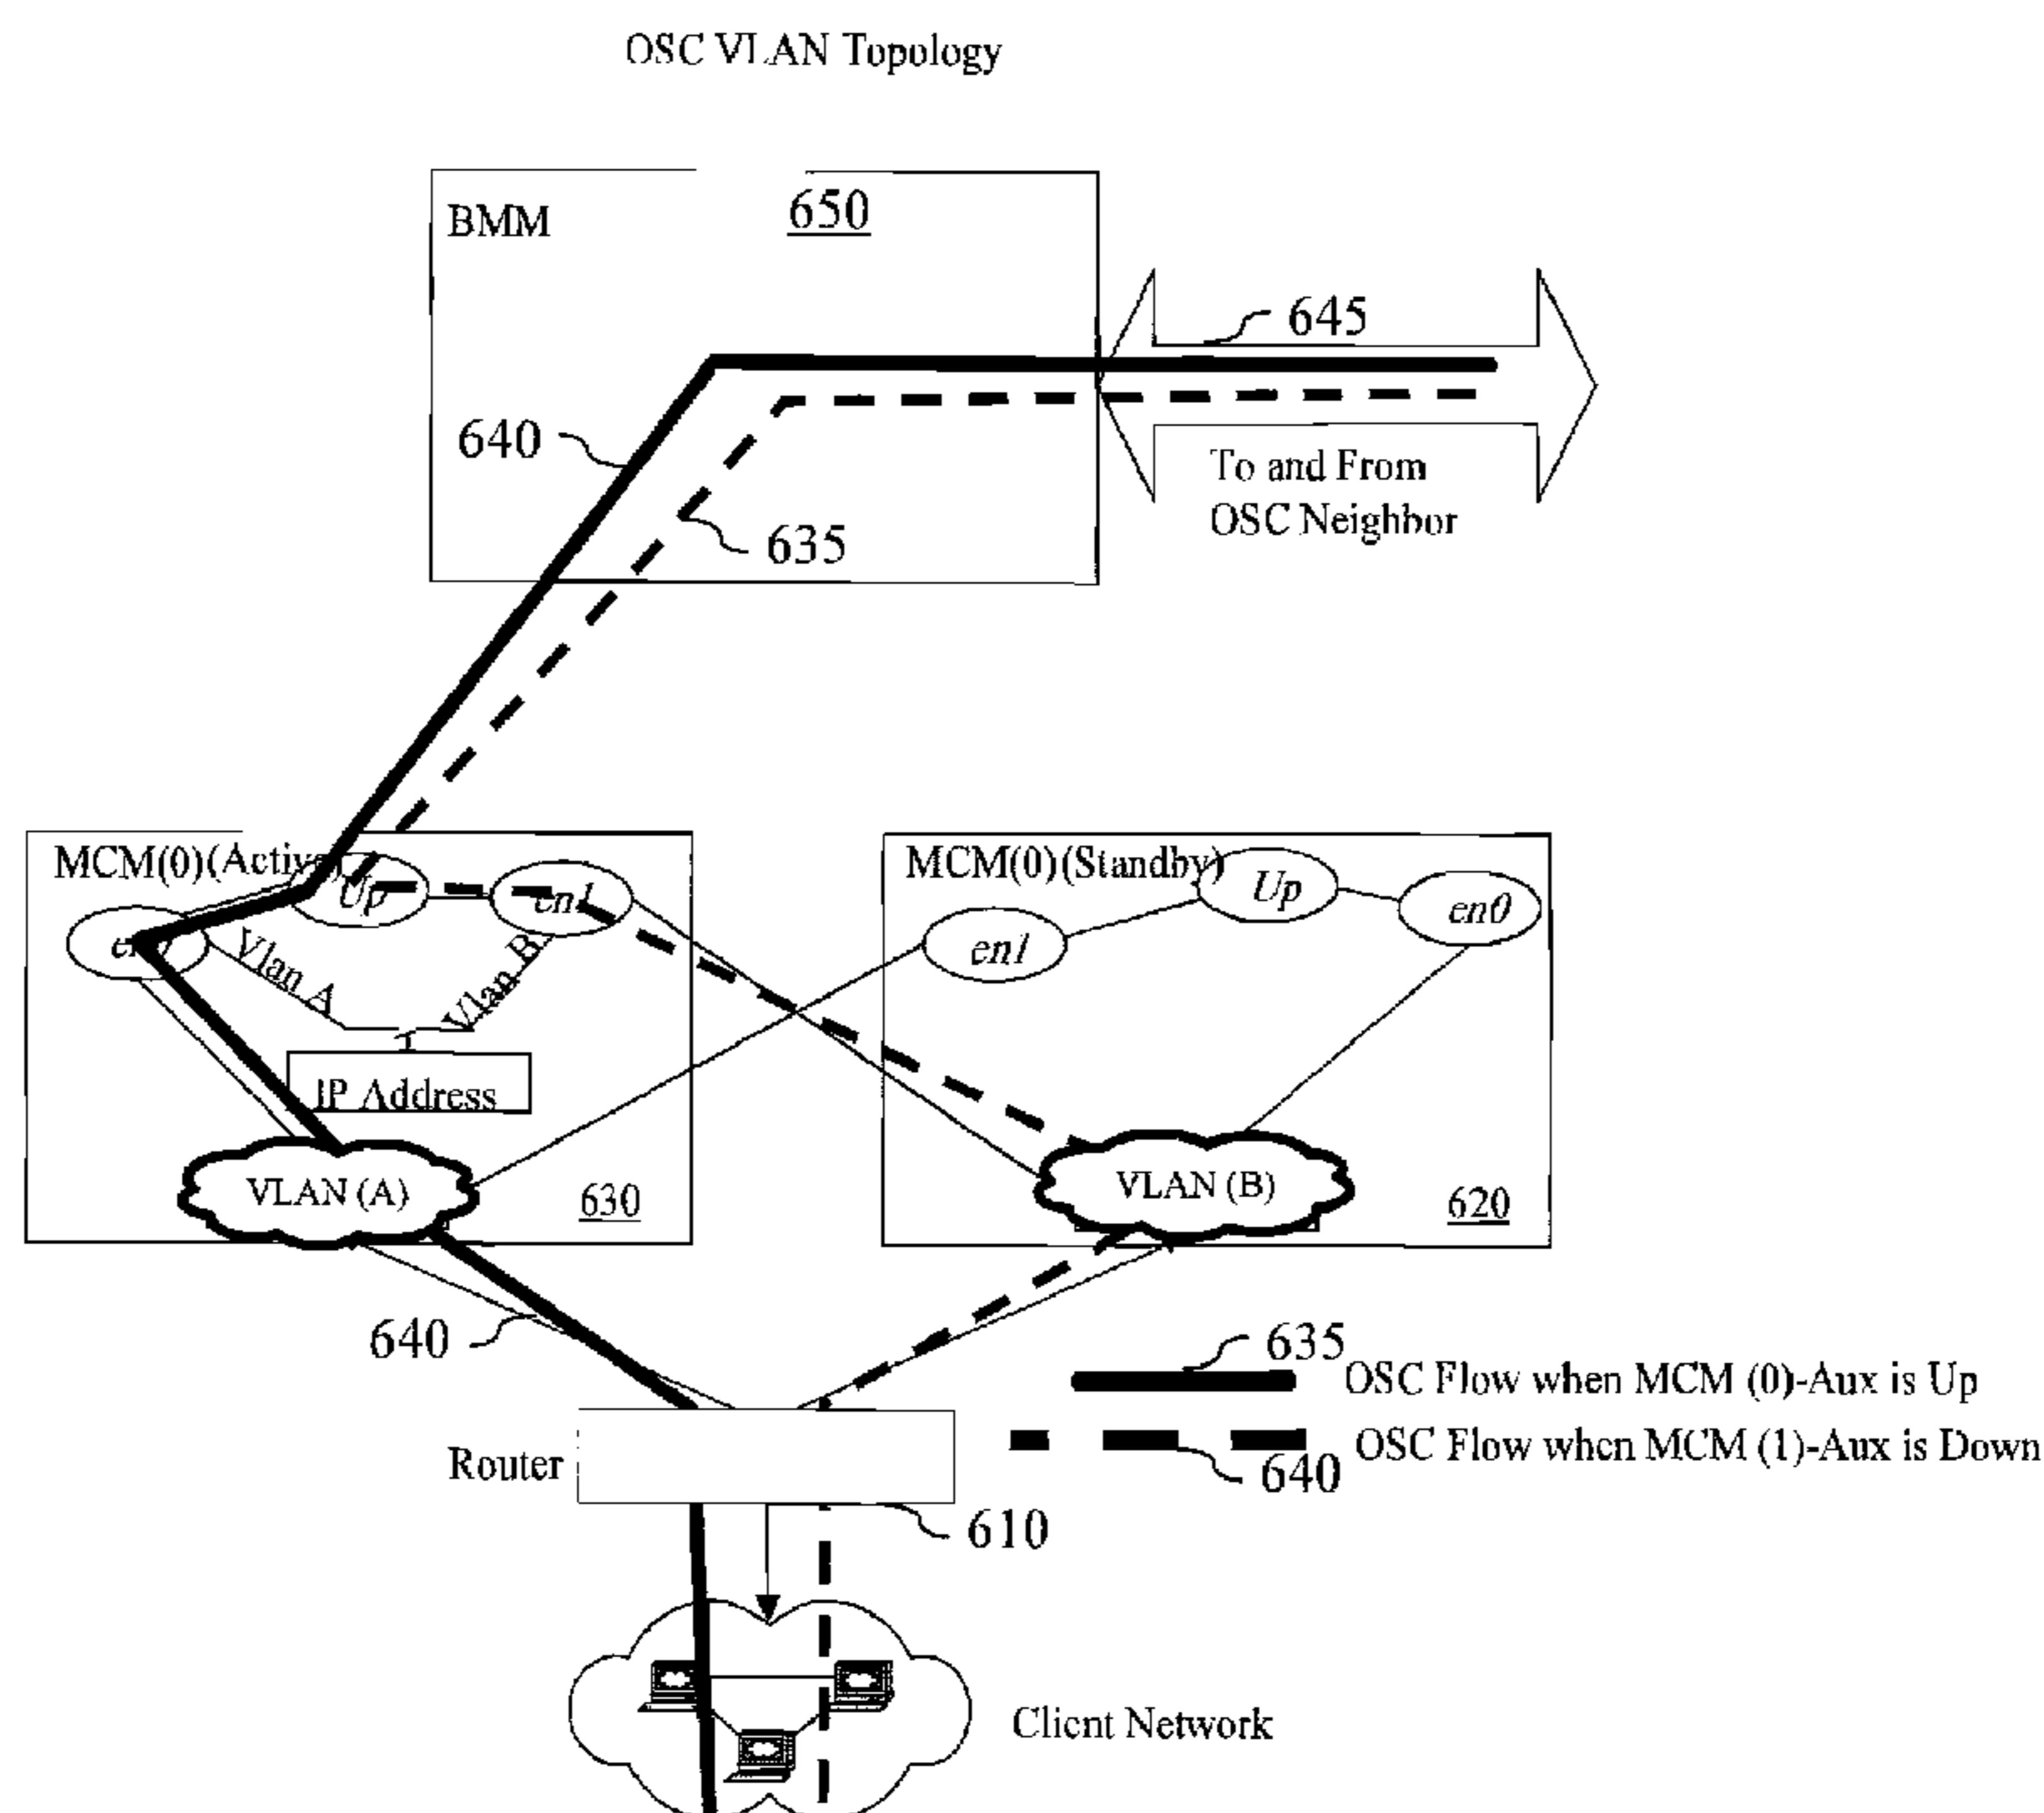 OSC VLAN Topology
BMM
650
645
640
To and From
OSC Neighbor
635
MCM(0)(Active)
Up
en1
MCM(0)(Standby)
Up
en0
en1
Vlan A
Vlan B
IP Address
VLAN (A)
630
VLAN (B)
620
640
635
OSC Flow when MCM (0)-Aux is Up
640
OSC Flow when MCM (1)-Aux is Down
Router
610
Client Network